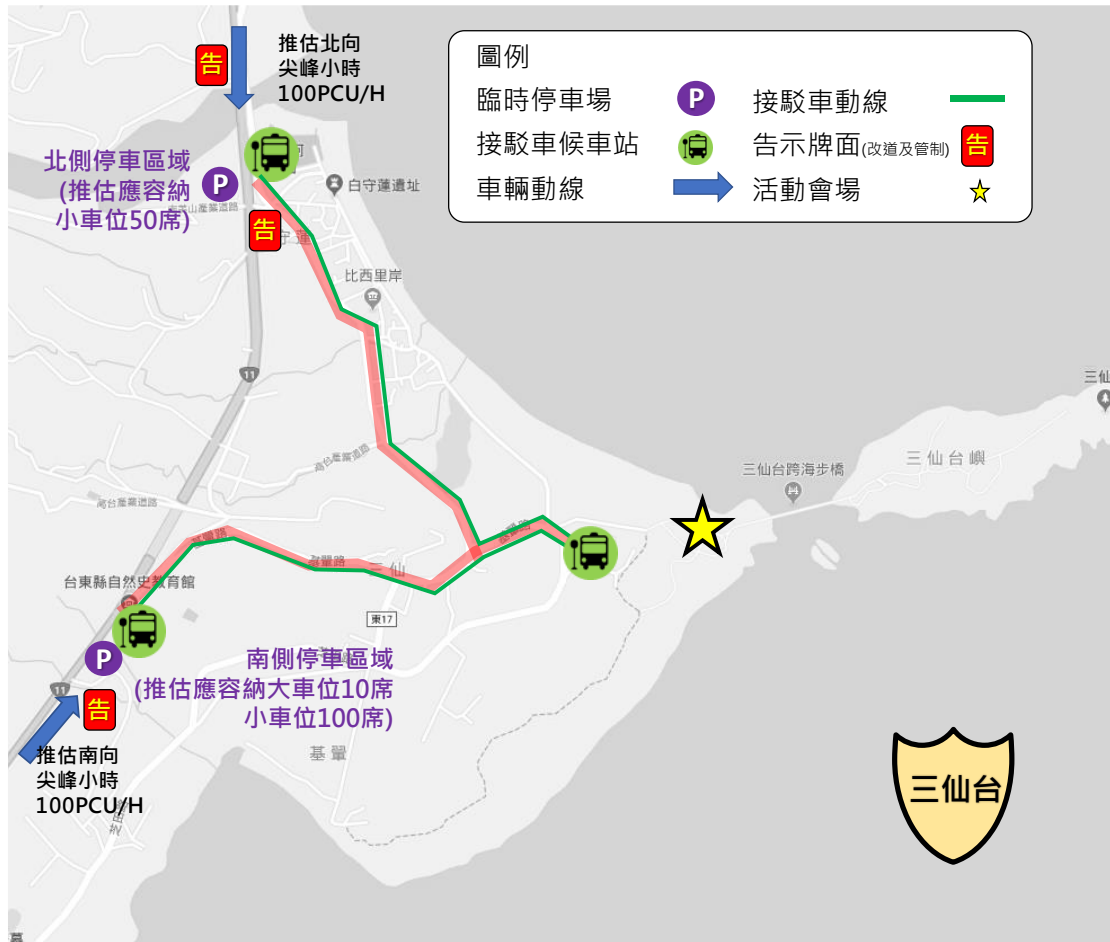 告
推估北向
尖峰小時
100PCU/H
圖例
臨時停車場
P
接駁車動線
接駁車候車站
告示牌面(改道及管制)
告
車輛動線
活動會場
北側停車區域
(推估應容納
小車位50席)
P
告
白守蓮遺址
守蓮
比西里岸
11
三仙
三仙台嶼
三仙台跨海步橋
基翬路
基翬路
三仙
台東縣自然史教育館
東17
P
南側停車區域
(推估應容納大車位10席
小車位100席)
11
告
推估南向
尖峰小時
100PCU/H
基翬
三仙台